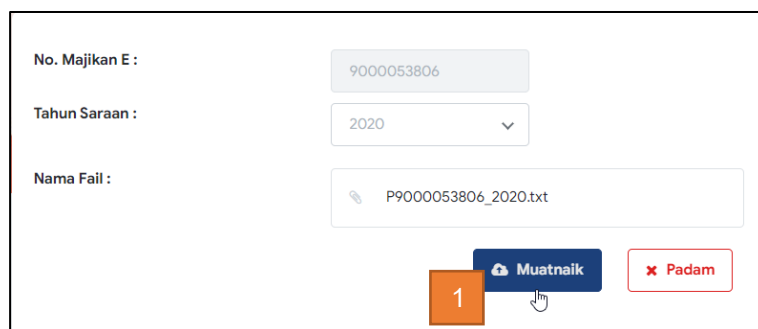 No. Majikan E :
9000053806
Tahun Saraan :
2020
Nama Fail :
P9000053806_2020.txt
Muatnaik
Padam
1